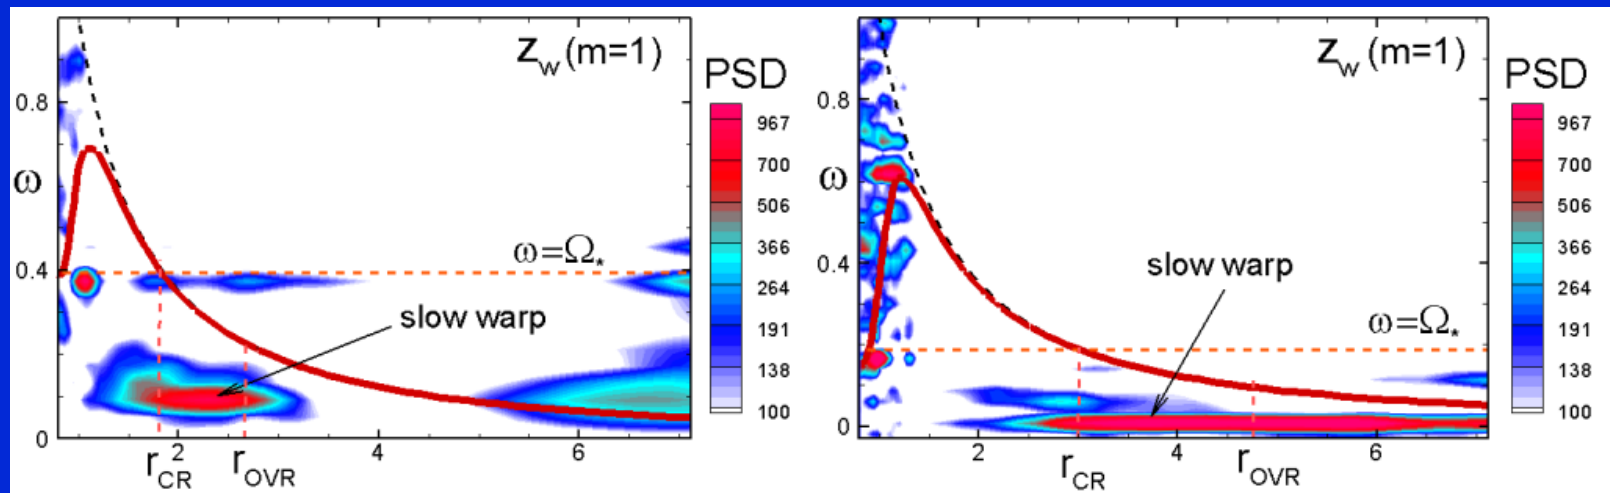 z_w (m=1)
PSD
967
700
506
366
264
191
138
100
0.8
ω
0.4
0
ω=Ω_*
slow warp
2
4
6
r_CR
r_OVR
z_w (m=1)
PSD
967
700
506
366
264
191
138
100
0.8
ω
0.4
0
slow warp
ω=Ω_*
2
4
6
r_CR
r_OVR